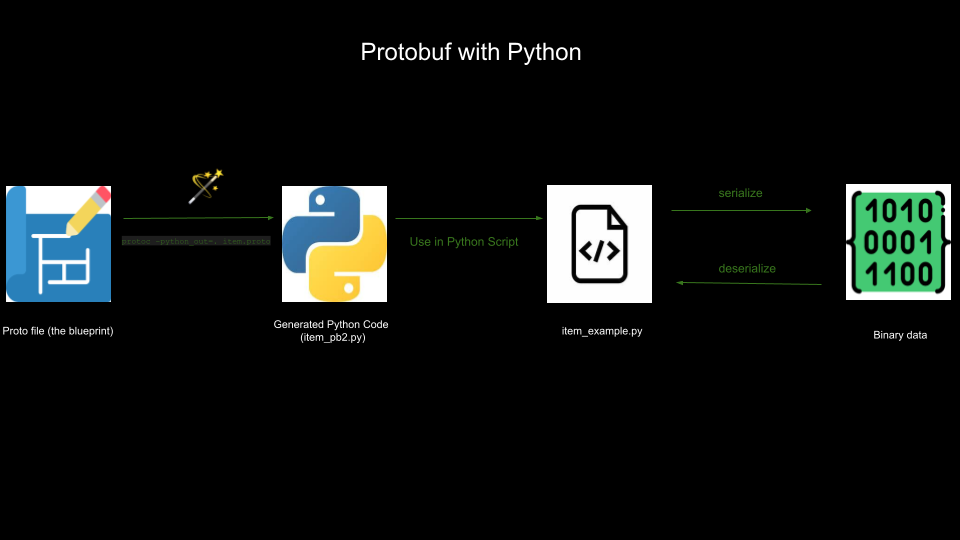 Protobuf with Python
protoc -python_out=. item.proto
Use in Python Script
serialize
deserialize
1010
0001
1100
Proto file (the blueprint)
Generated Python Code
(item_pb2.py)
item_example.py
Binary data